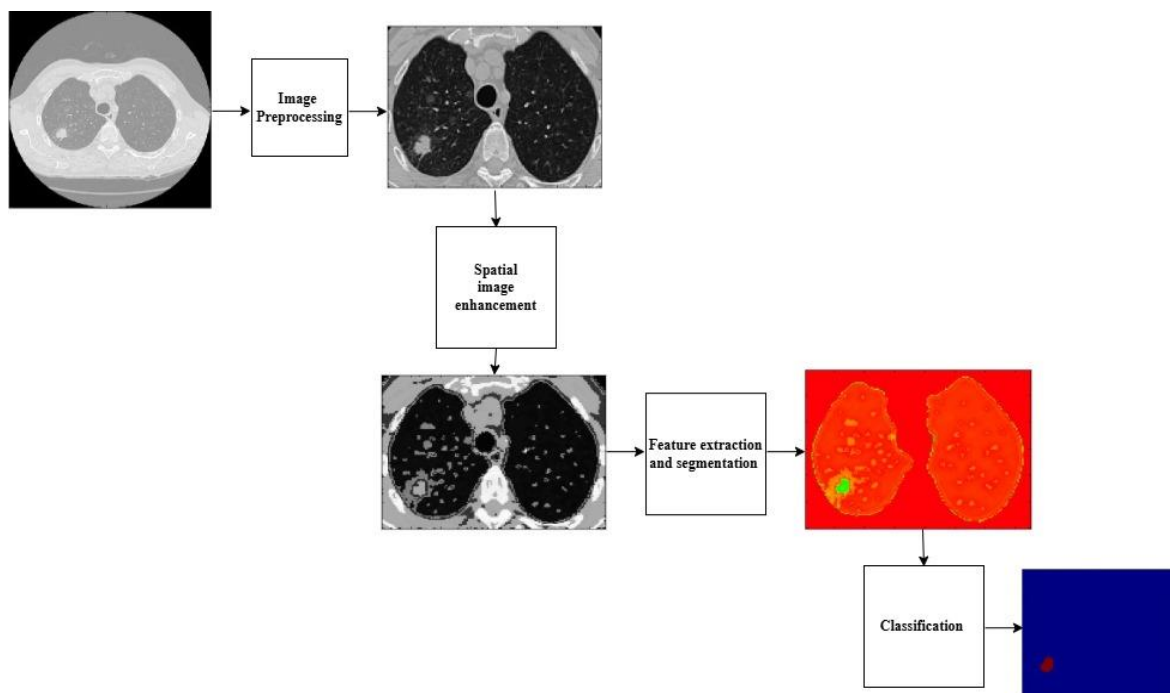 Image
Preprocessing
Spatial
image
enhancement
Feature extraction
and segmentation
Classification